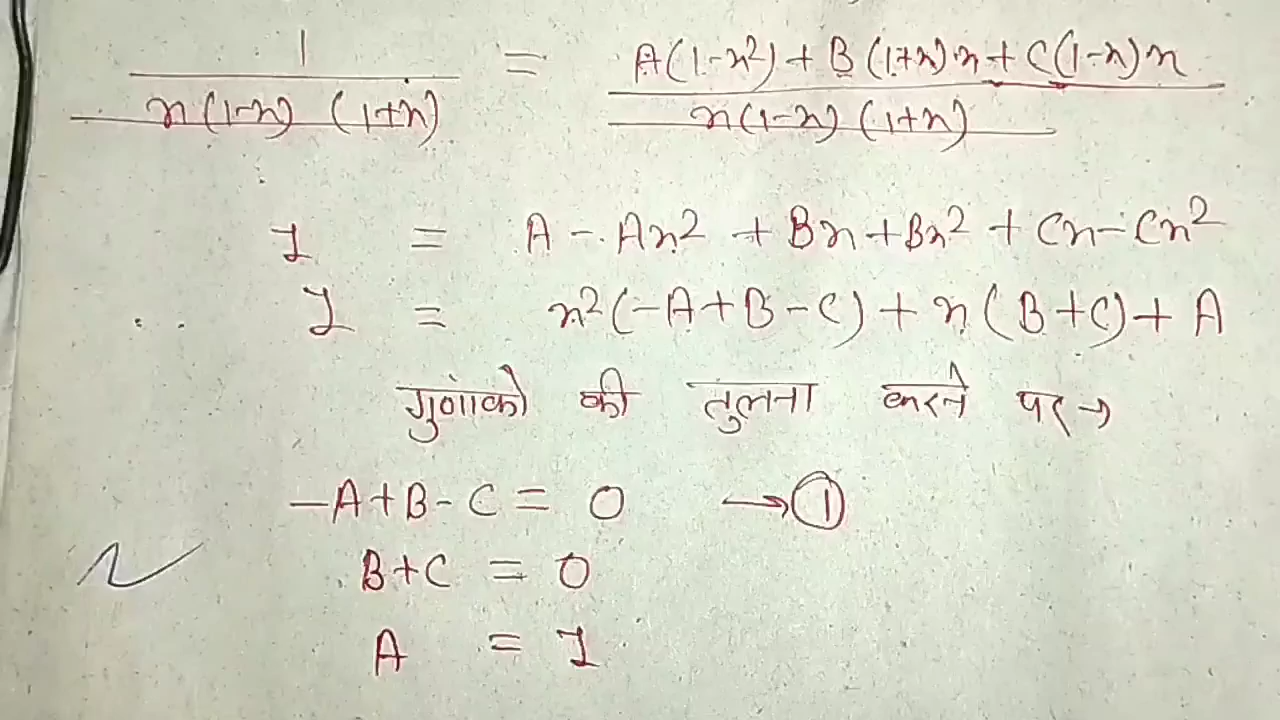 1/(x(1-x)(1+x)) = (A(1-x²)+B(1+x)x+C(1-x)x)/(x(1-x)(1+x))
1 = A - Ax² + Bx + Bx² + Cx - Cx²
1 = x²(-A+B-C) + x(B+C) + A
गुणांको की तुलना करने पर→
-A+B-C = 0 →①
B+C = 0
A = 1